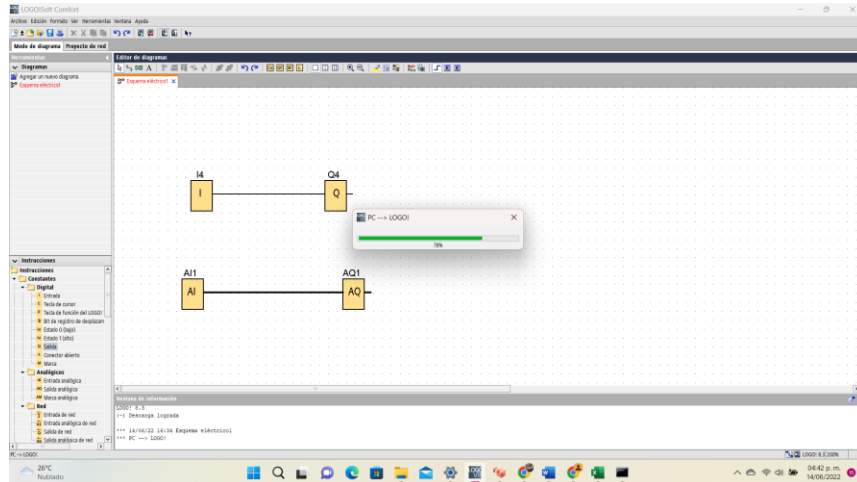 LOGO!Soft Comfort
Archivo Edición Formato Ver Herramientas Ventana Ayuda
Modo de diagrama Proyecto de red
Herramientas
Diagramas
Agregar un nuevo diagrama
Esquema eléctrico1
Editor de diagramas
Esquema eléctrico1
I4
I
Q4
Q
PC --> LOGO!
78%
AI1
AI
AQ1
AQ
Instrucciones
Instrucciones
Constantes
Digital
Entrada
Tecla de cursor
Tecla de función del LOGO!
Bit de registro de desplazam
Estado 0 (bajo)
Estado 1 (alto)
Salida
Conector abierto
Marca
Analógicos
Entrada analógica
Salida analógica
Marca analógica
Red
Entrada de red
Entrada analógica de red
Salida de red
Salida analógica de red
Ventana de información
LOGO! 8.3
:-) Descarga lograda
*** 14/06/22 16:36 Esquema eléctrico1
*** PC --> LOGO!
PC -> LOGO!
26°C
Nublado
04:42 p. m.
14/06/2022